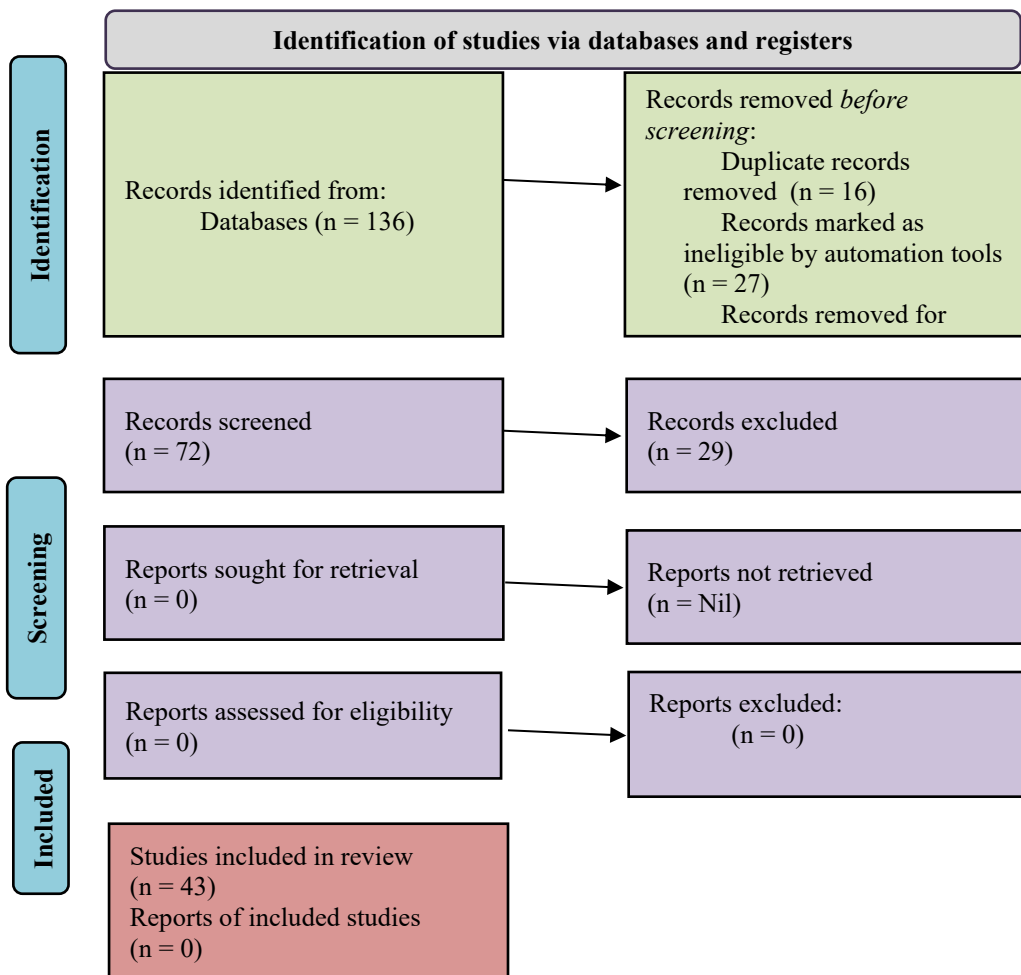 Identification of studies via databases and registers
Identification
Records identified from:
Databases (n = 136)
Records removed before
screening:
Duplicate records
removed  (n = 16)
Records marked as
ineligible by automation tools
(n = 27)
Records removed for
Screening
Records screened
(n = 72)
Records excluded
(n = 29)
Reports sought for retrieval
(n = 0)
Reports not retrieved
(n = Nil)
Reports assessed for eligibility
(n = 0)
Reports excluded:
(n = 0)
Included
Studies included in review
(n = 43)
Reports of included studies
(n = 0)